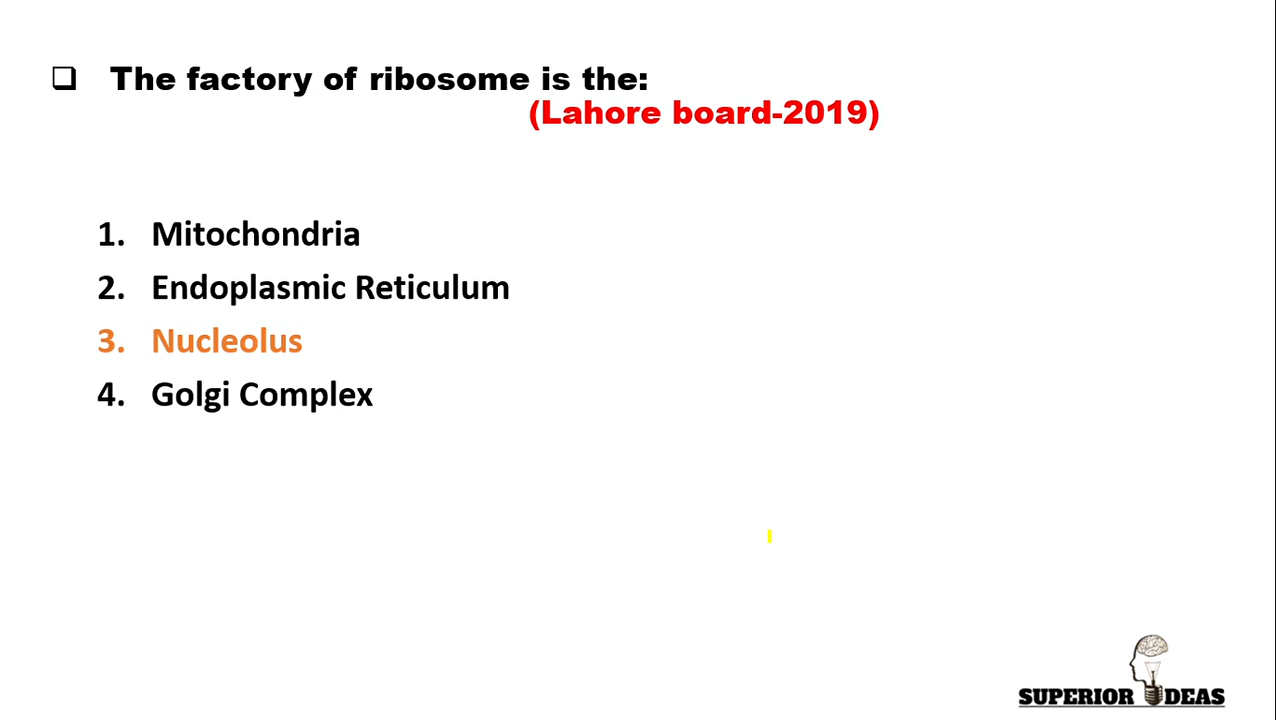 ❑ The factory of ribosome is the:
(Lahore board-2019)
1. Mitochondria
2. Endoplasmic Reticulum
3. Nucleolus
4. Golgi Complex
SUPERIOR IDEAS